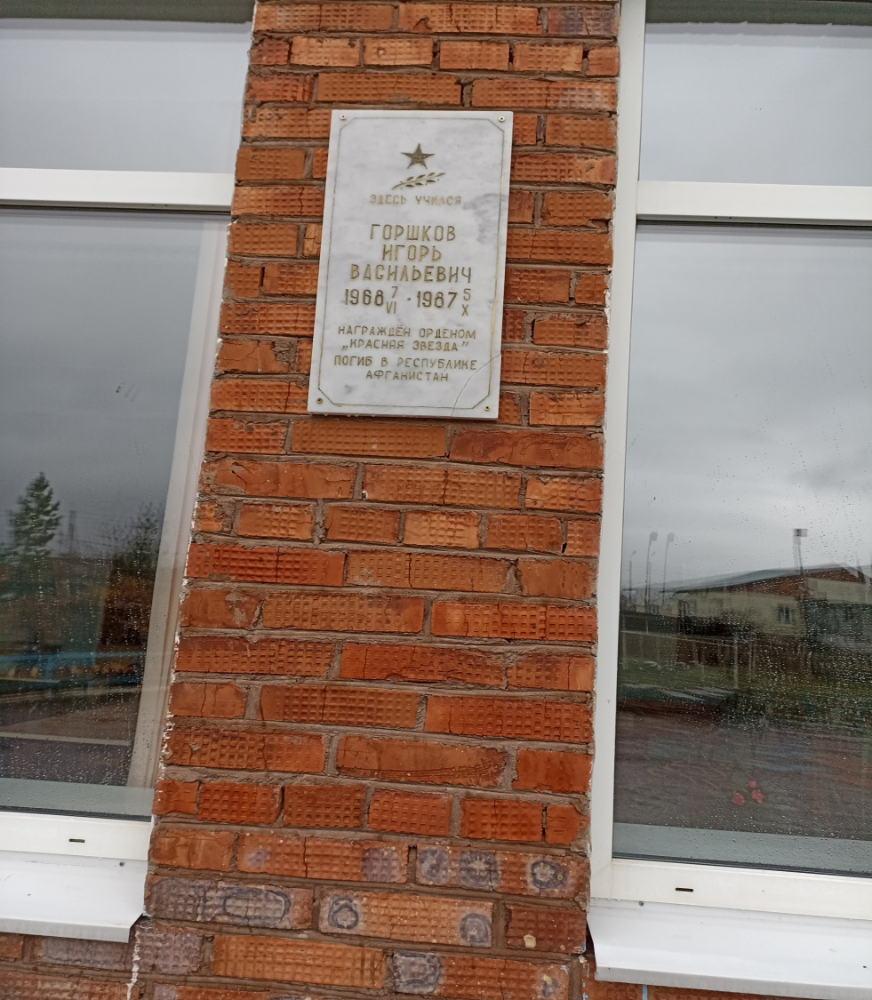 ЗДЕСЬ УЧИЛСЯ
ГОРШКОВ
ИГОРЬ
ВАСИЛЬЕВИЧ
1968 7/VI · 1987 5/X
НАГРАЖДЁН ОРДЕНОМ
„КРАСНАЯ ЗВЕЗДА"
ПОГИБ В РЕСПУБЛИКЕ
АФГАНИСТАН